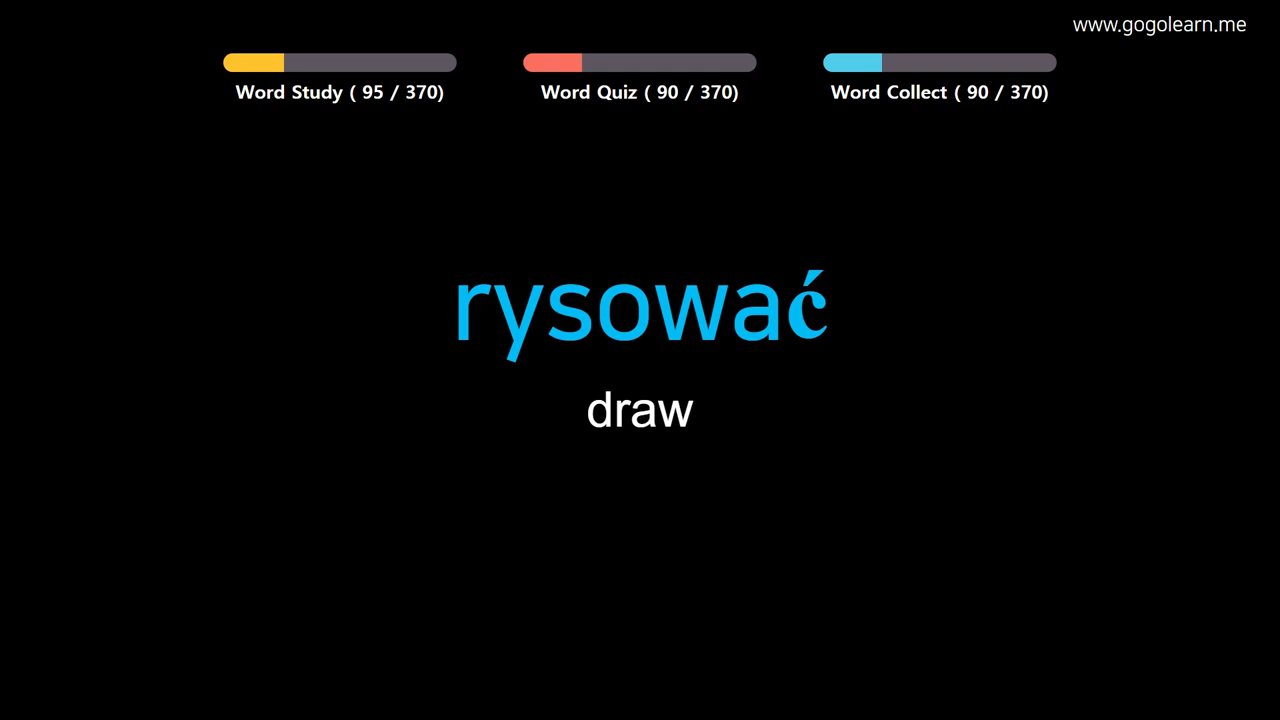 www.gogolearn.me
Word Study ( 95 / 370)
Word Quiz ( 90 / 370)
Word Collect ( 90 / 370)
rysować
draw